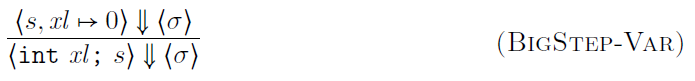 ⟨s, xl ↦ 0⟩ ⇓ ⟨σ⟩
⟨int xl; s⟩ ⇓ ⟨σ⟩
(BIGSTEP-VAR)